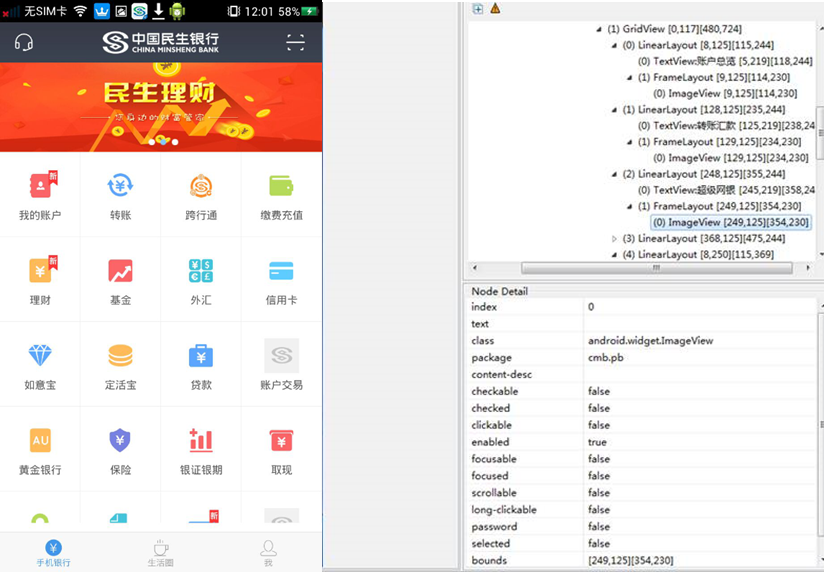 无SIM卡 12:01 58%
中国民生银行
CHINA MINSHENG BANK
民生理财
您身边的财富管家
我的账户 新 转账 跨行通 缴费充值
理财 新 基金 外汇 信用卡
如意宝 定活宝 贷款 账户交易
AU
黄金银行 保险 银证银期 取现
新
手机银行 生活圈 我
(1) GridView [0,117][480,724]
(0) LinearLayout [8,125][115,244]
(0) TextView:账户总览 [5,219][118,244]
(1) FrameLayout [9,125][114,230]
(0) ImageView [9,125][114,230]
(1) LinearLayout [128,125][235,244]
(0) TextView:转账汇款 [125,219][238,24
(1) FrameLayout [129,125][234,230]
(0) ImageView [129,125][234,230]
(2) LinearLayout [248,125][355,244]
(0) TextView:超级网银 [245,219][358,24
(1) FrameLayout [249,125][354,230]
(0) ImageView [249,125][354,230]
(3) LinearLayout [368,125][475,244]
(4) LinearLayout [8,250][115,369]
Node Detail
index 0
text
class android.widget.ImageView
package cmb.pb
content-desc
checkable false
checked false
clickable false
enabled true
focusable false
focused false
scrollable false
long-clickable false
password false
selected false
bounds [249,125][354,230]